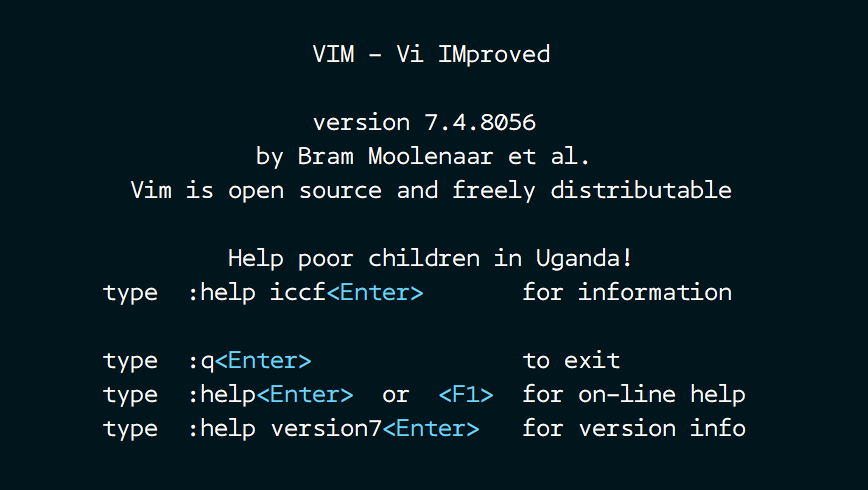 VIM - Vi IMproved
version 7.4.8056
by Bram Moolenaar et al.
Vim is open source and freely distributable
Help poor children in Uganda!
type  :help iccf<Enter>       for information
type  :q<Enter>               to exit
type  :help<Enter>  or  <F1>  for on-line help
type  :help version7<Enter>   for version info